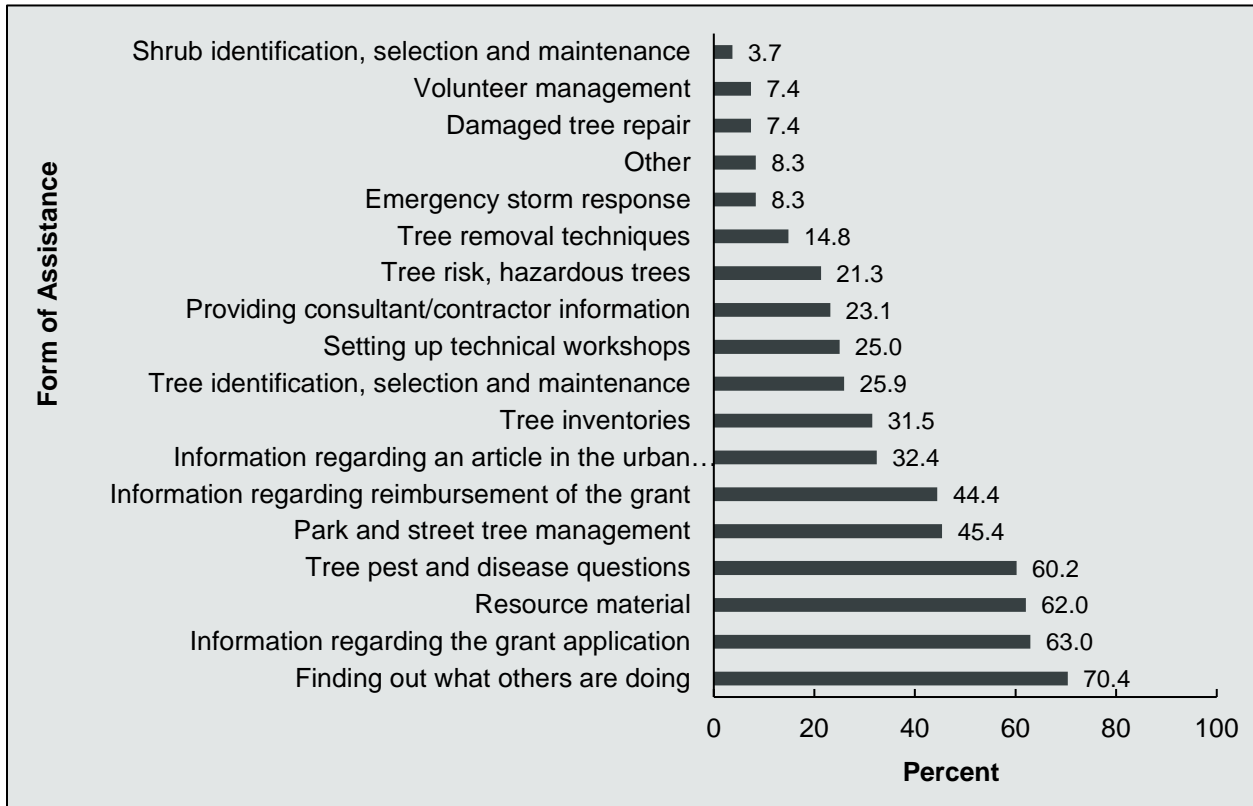 Form of Assistance
Shrub identification, selection and maintenance 3.7
Volunteer management 7.4
Damaged tree repair 7.4
Other 8.3
Emergency storm response 8.3
Tree removal techniques 14.8
Tree risk, hazardous trees 21.3
Providing consultant/contractor information 23.1
Setting up technical workshops 25.0
Tree identification, selection and maintenance 25.9
Tree inventories 31.5
Information regarding an article in the urban… 32.4
Information regarding reimbursement of the grant 44.4
Park and street tree management 45.4
Tree pest and disease questions 60.2
Resource material 62.0
Information regarding the grant application 63.0
Finding out what others are doing 70.4
0 20 40 60 80 100
Percent